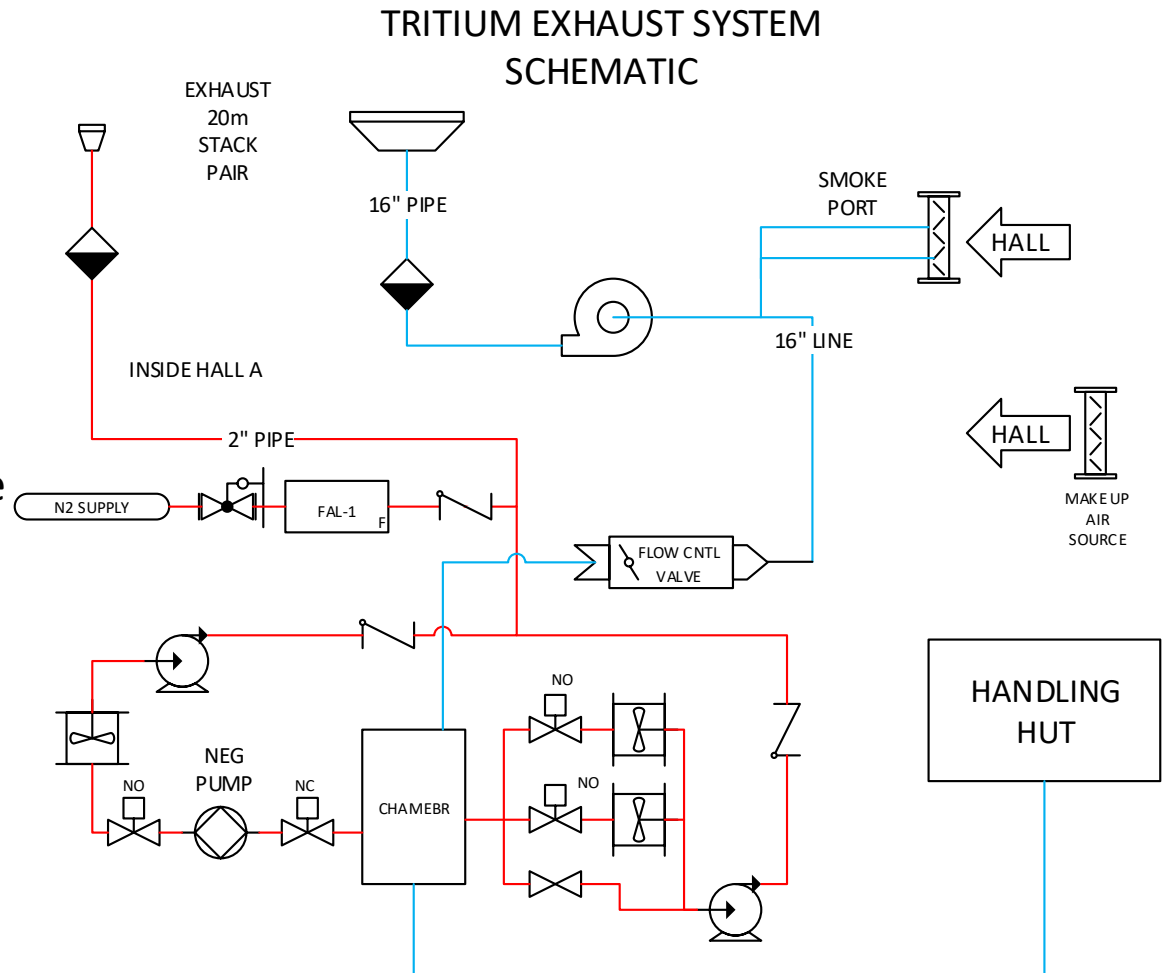 TRITIUM EXHAUST SYSTEM
SCHEMATIC
EXHAUST
20m
STACK
PAIR
16" PIPE
SMOKE
PORT
HALL
16" LINE
INSIDE HALL A
HALL
2" PIPE
e
N2 SUPPLY
FAL-1
F
MAKE UP
AIR
SOURCE
FLOW CNTL
VALVE
NO
HANDLING
HUT
NEG
PUMP
NO
NC
NO
CHAMEBR